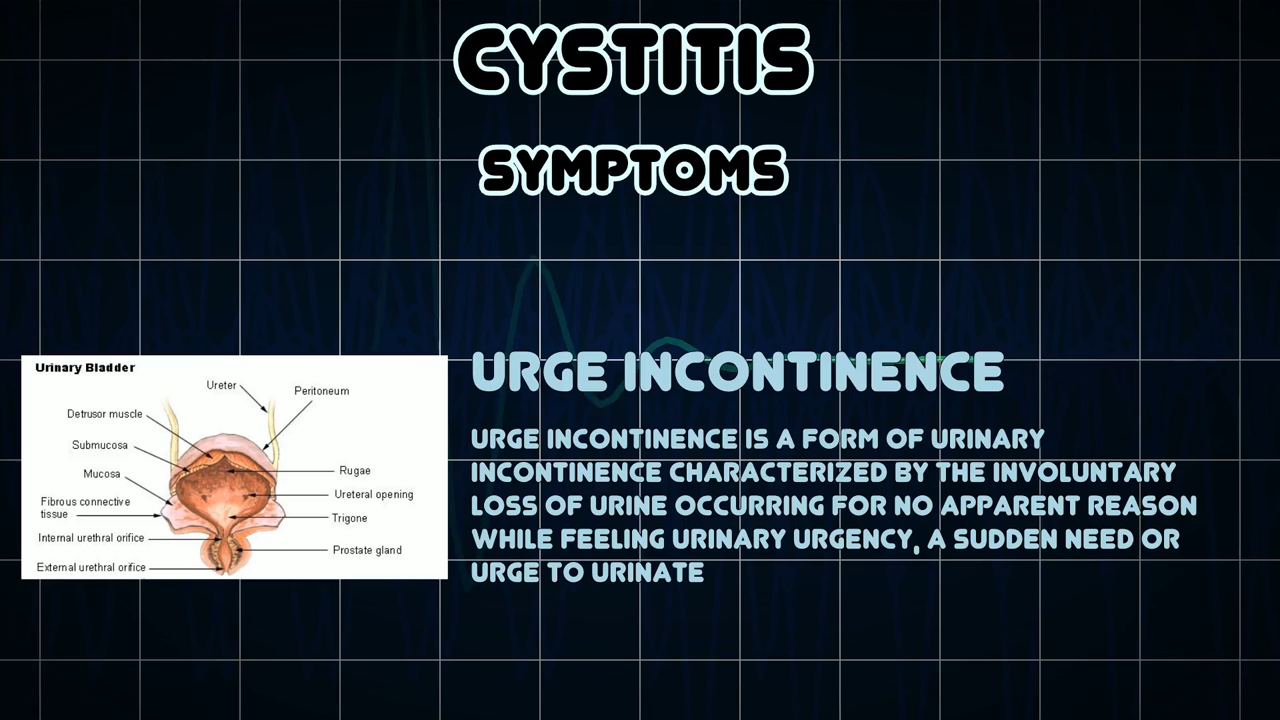 CYSTITIS
SYMPTOMS
Urinary Bladder
Ureter
Peritoneum
Detrusor muscle
Submucosa
Mucosa
Fibrous connective
tissue
Internal urethral orifice
External urethral orifice
Rugae
Ureteral opening
Trigone
Prostate gland
URGE INCONTINENCE
URGE INCONTINENCE IS A FORM OF URINARY
INCONTINENCE CHARACTERIZED BY THE INVOLUNTARY
LOSS OF URINE OCCURRING FOR NO APPARENT REASON
WHILE FEELING URINARY URGENCY, A SUDDEN NEED OR
URGE TO URINATE